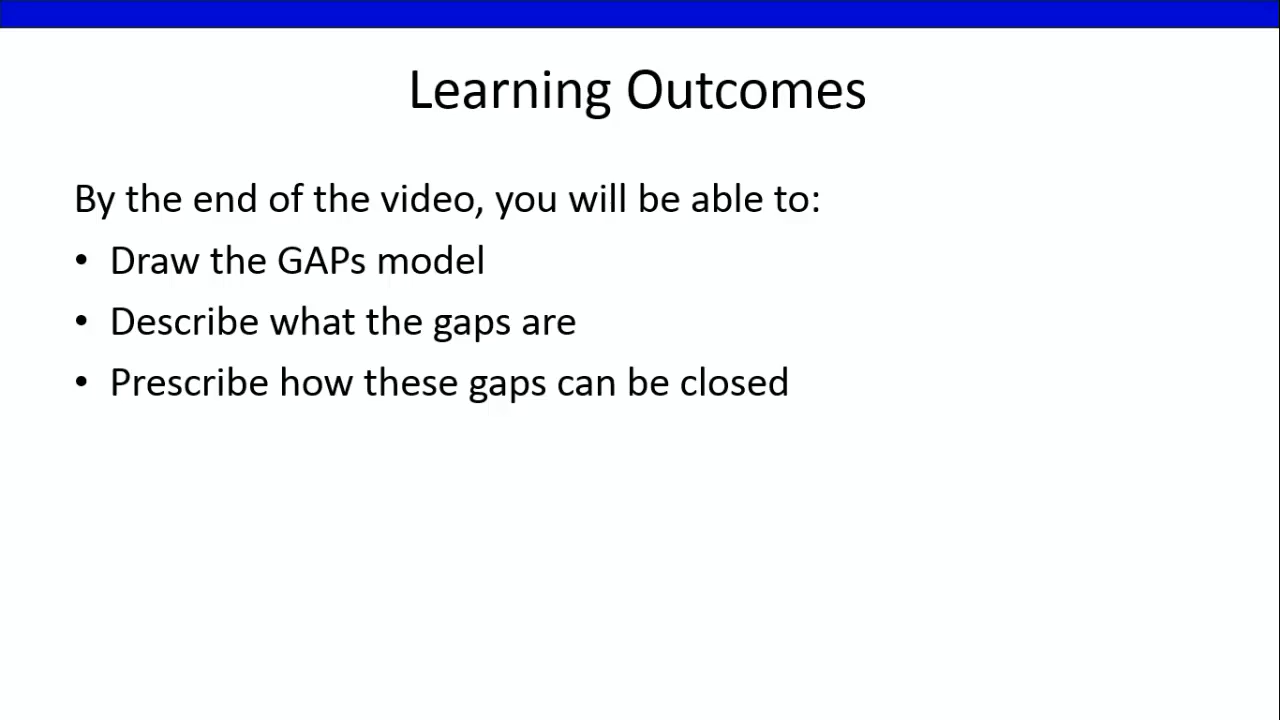 Learning Outcomes
By the end of the video, you will be able to:
• Draw the GAPs model
• Describe what the gaps are
• Prescribe how these gaps can be closed